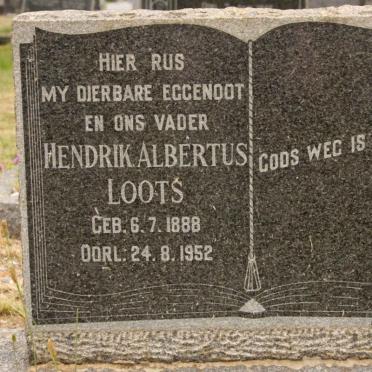 HIER RUS
MY DIERBARE EGGENOOT
EN ONS VADER
HENDRIK ALBERTUS
LOOTS
GEB. 6.7.1888
OORL: 24.8.1952
GODS WEG IS